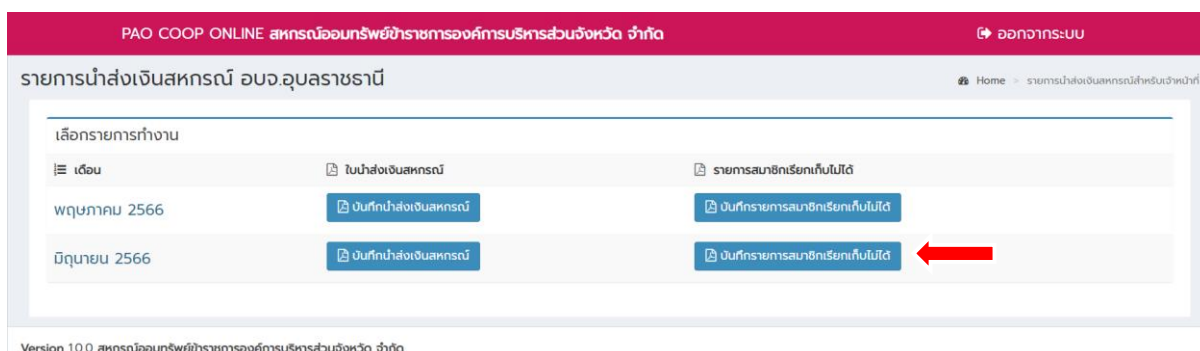 PAO COOP ONLINE สหกรณ์ออมทรัพย์ข้าราชการองค์การบริหารส่วนจังหวัด จำกัด ออกจากระบบ
รายการนำส่งเงินสหกรณ์ อบจ.อุบลราชธานี Home > รายการนำส่งเงินสหกรณ์สำหรับเจ้าหน้าที่
เลือกรายการทำงาน
เดือน ใบนำส่งเงินสหกรณ์ รายการสมาชิกเรียกเก็บไม่ได้
พฤษภาคม 2566 บันทึกนำส่งเงินสหกรณ์ บันทึกรายการสมาชิกเรียกเก็บไม่ได้
มิถุนายน 2566 บันทึกนำส่งเงินสหกรณ์ บันทึกรายการสมาชิกเรียกเก็บไม่ได้
Version 1.0.0 สหกรณ์ออมทรัพย์ข้าราชการองค์การบริหารส่วนจังหวัด จำกัด